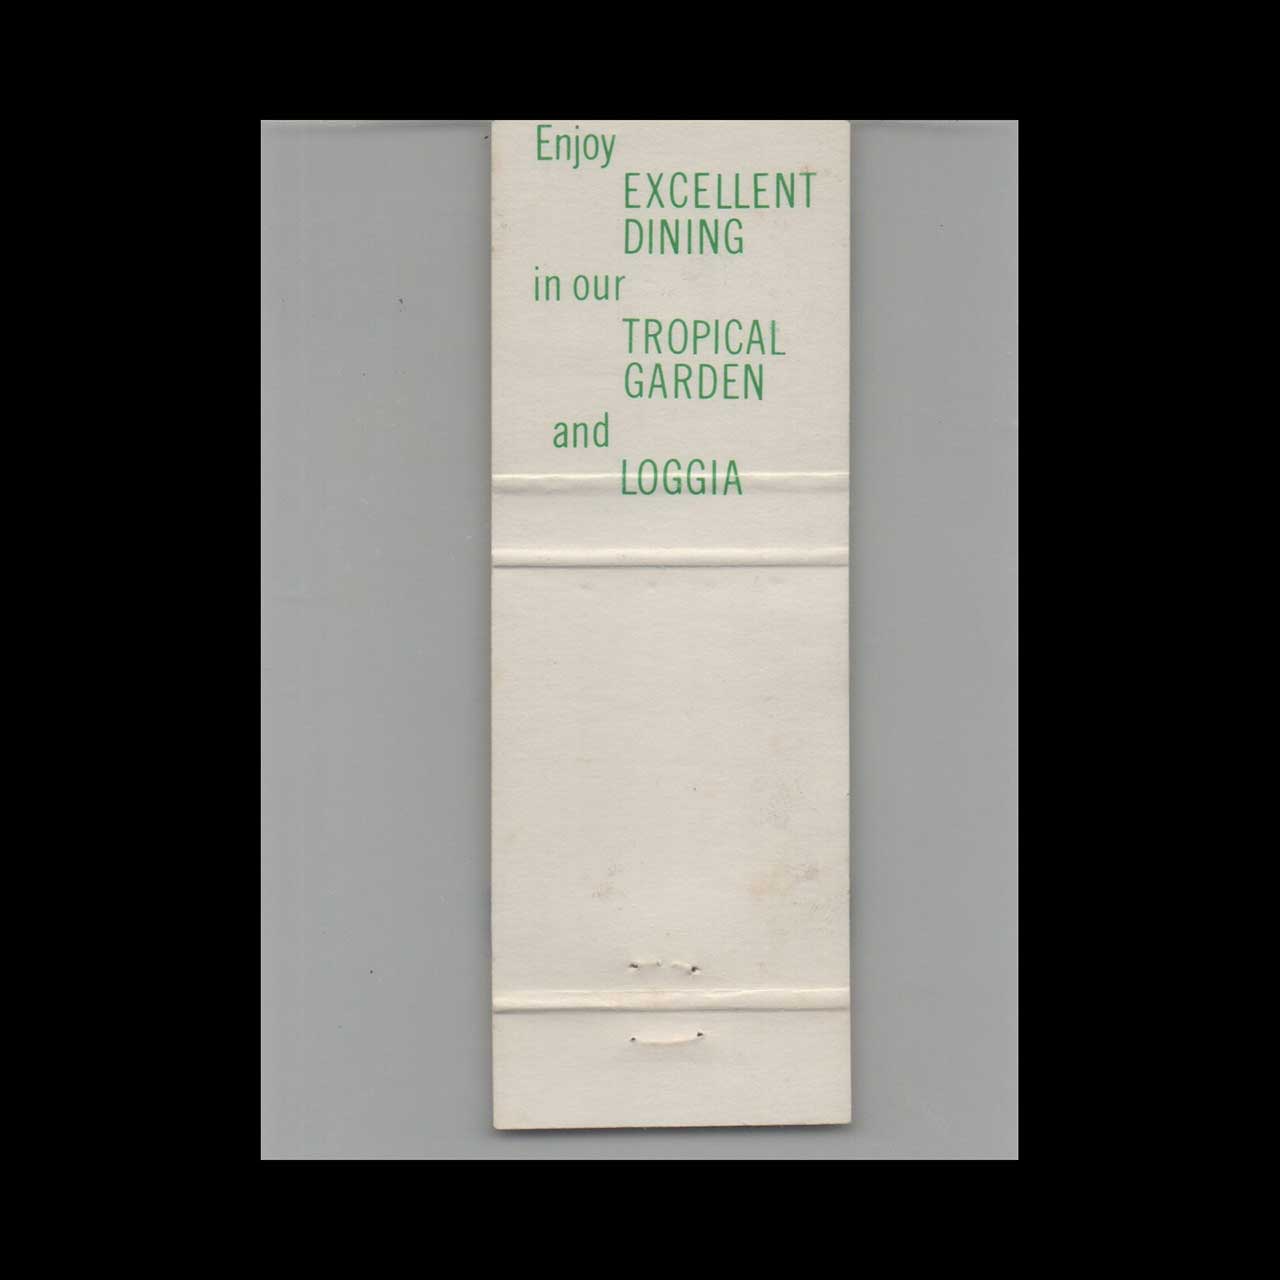 Enjoy
EXCELLENT
DINING
in our
TROPICAL
GARDEN
and
LOGGIA